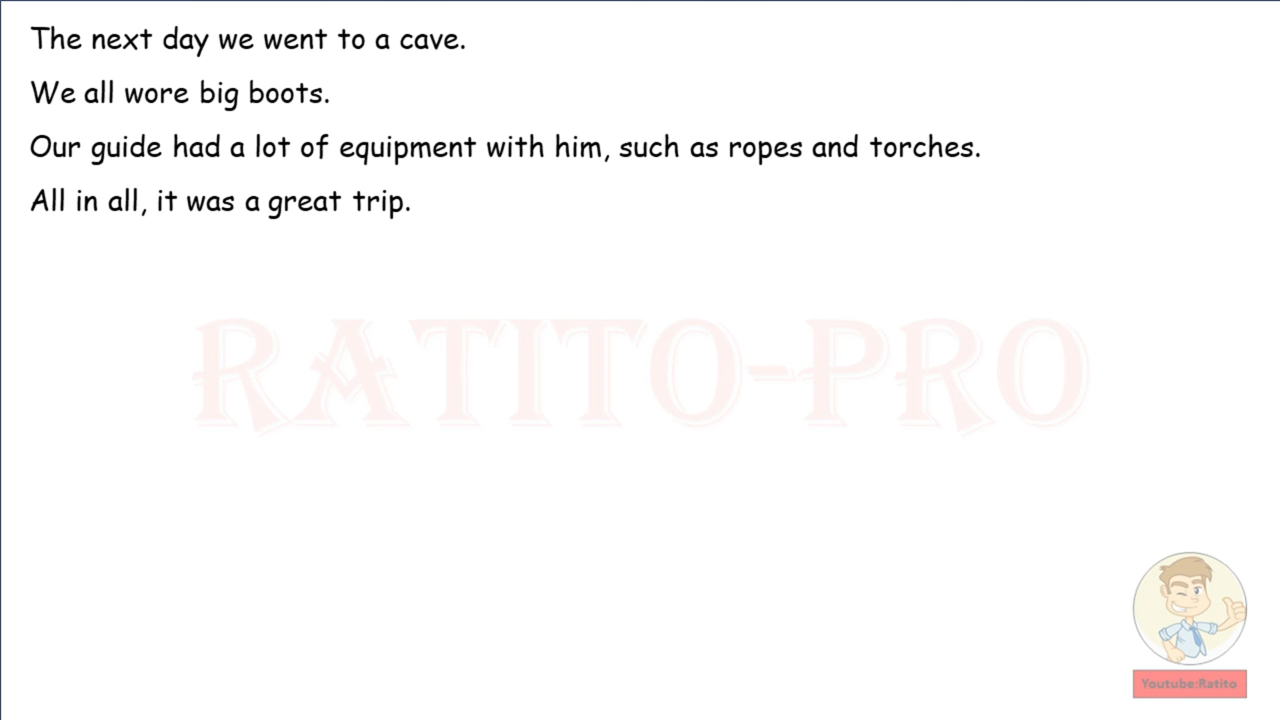 The next day we went to a cave.
We all wore big boots.
Our guide had a lot of equipment with him, such as ropes and torches.
All in all, it was a great trip.
RATITO-PRO
Youtube:Ratito